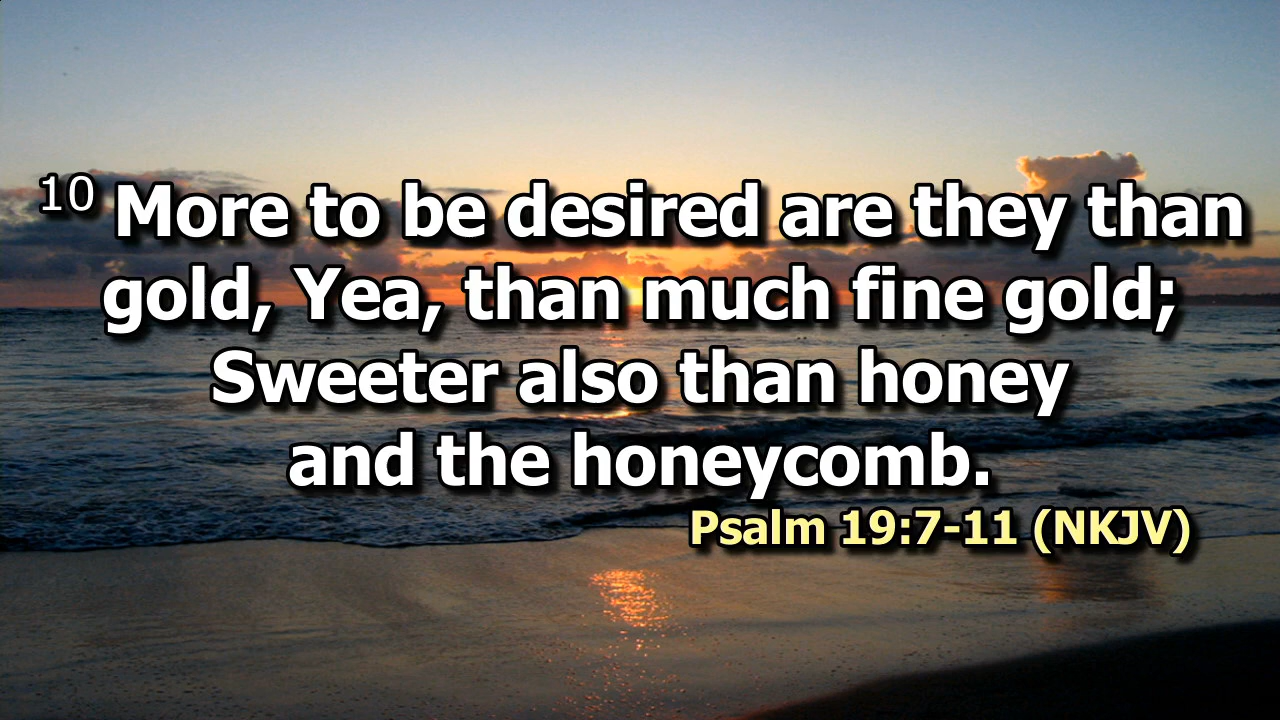 10 More to be desired are they than
gold, Yea, than much fine gold;
Sweeter also than honey
and the honeycomb.
Psalm 19:7-11 (NKJV)